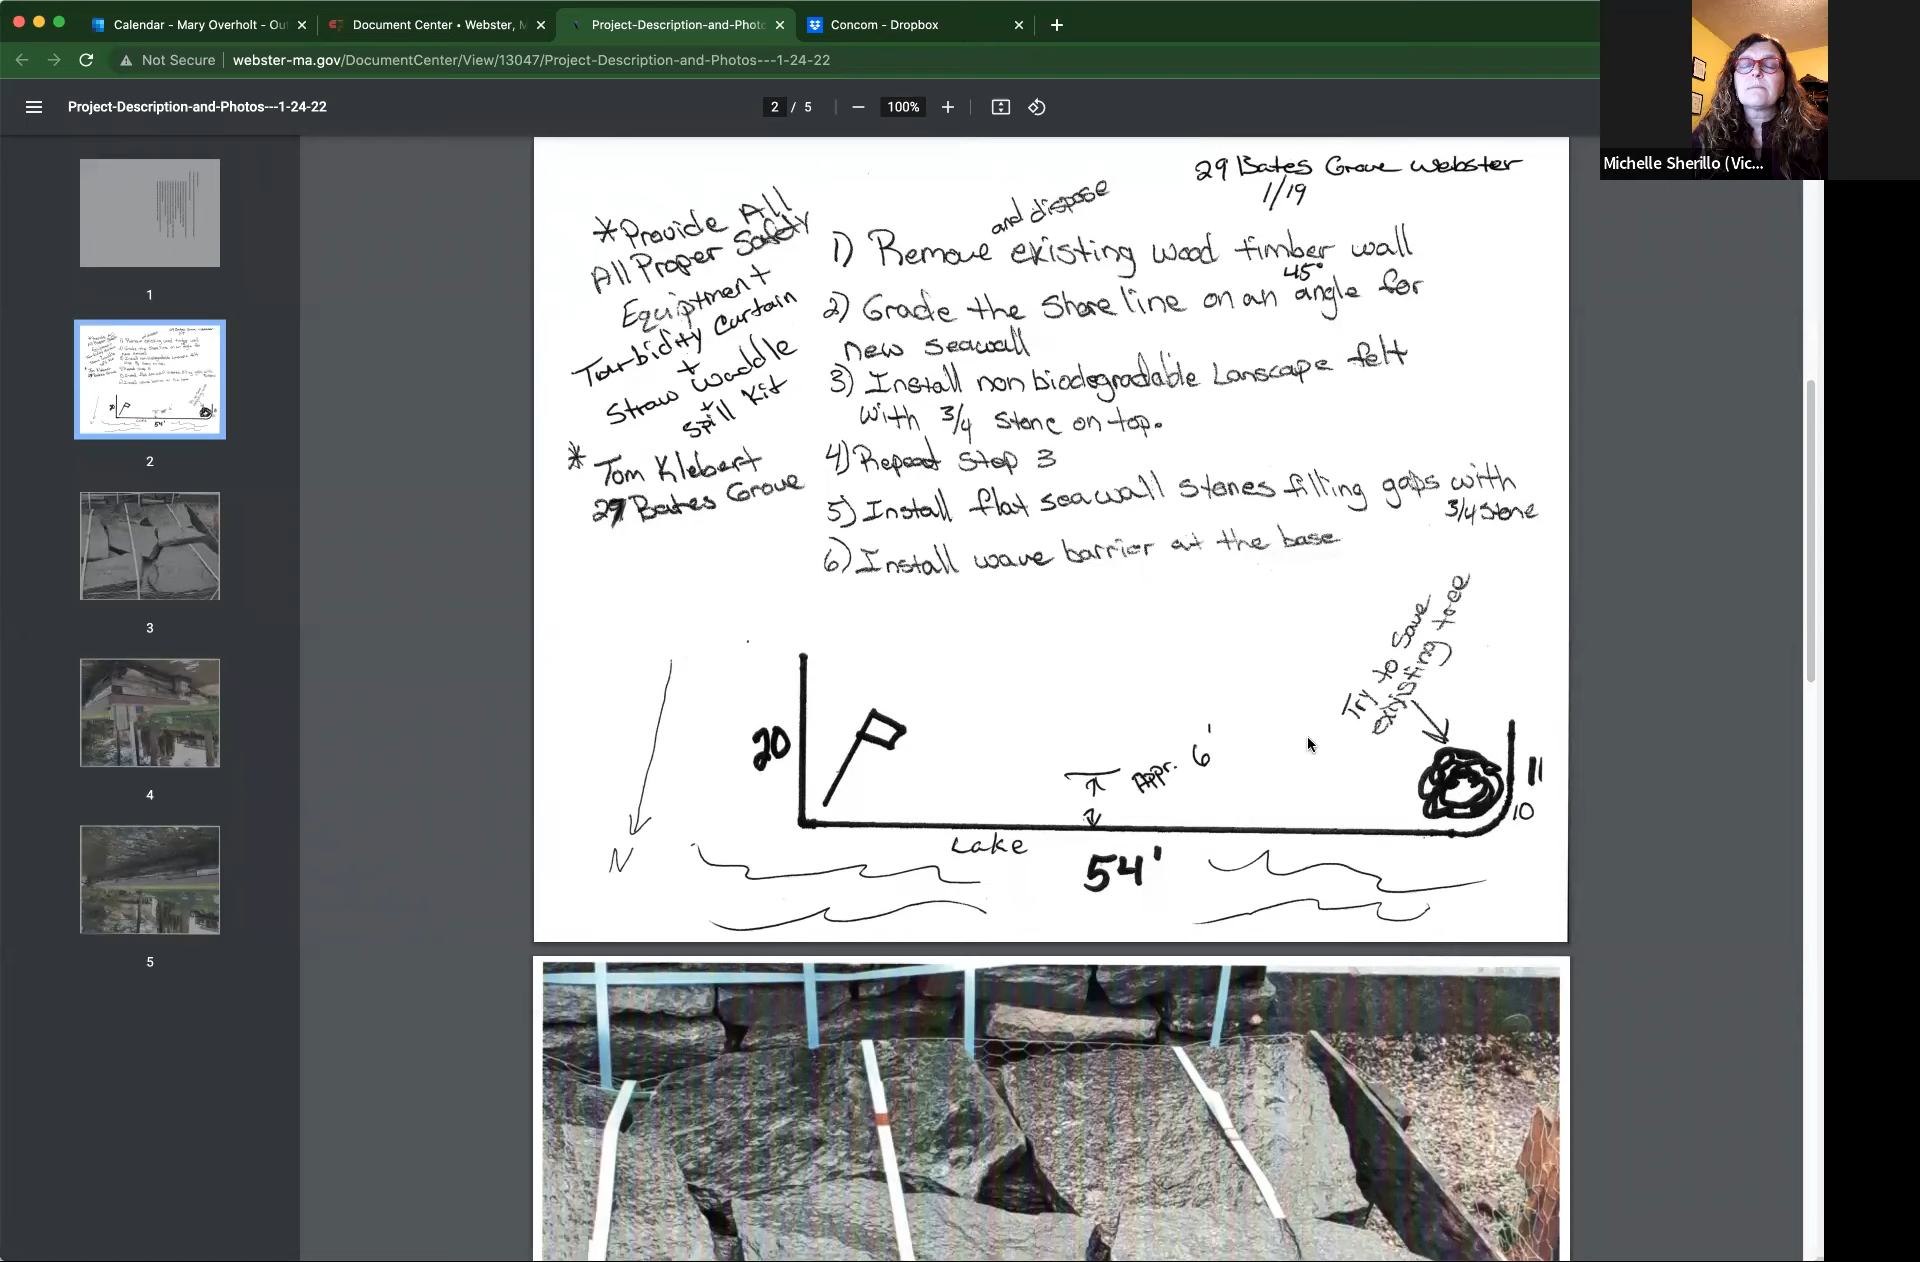 Calendar - Mary Overholt - Out
Document Center • Webster, M
Project-Description-and-Photo
Concom - Dropbox
Not Secure
webster-ma.gov/DocumentCenter/View/13047/Project-Description-and-Photos---1-24-22
Project-Description-and-Photos---1-24-22
2 / 5
100%
Michelle Sherillo (Vic...
1
2
3
4
5
29 Bates Grove Webster
1/19
*Provide All
All Proper Safety
Equiptment
Turbidity Curtain
+
Straw Waddle
+
Spill Kit
* Tom Klebert
29 Bates Grove
and dispose
1) Remove existing wood timber wall
45°
2) Grade the Shoreline on an angle for
New seawall
3) Install non biodegradable Lanscape felt
with 3/4 Stone on top.
4) Repeat Step 3
5) Install flat seawall stones filling gaps with
3/4 Stone
6) Install wave barrier at the base
Try to Save
exiyisting tree
20
Appr. 6'
11
10
Lake
54'
N